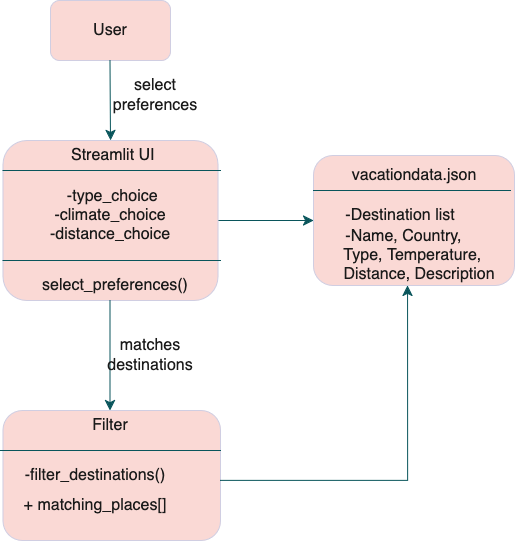 User
select
preferences
Streamlit UI
-type_choice
-climate_choice
-distance_choice
select_preferences()
vacationdata.json
-Destination list
-Name, Country,
Type, Temperature,
Distance, Description
matches
destinations
Filter
-filter_destinations()
+ matching_places[]